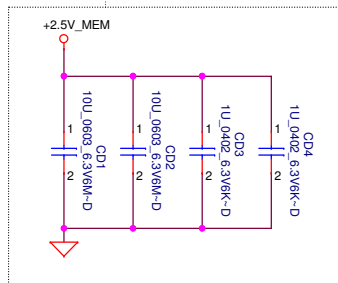 +2.5V_MEM
1
1
1
1
10U_0603_6.3V6M~D
CD1
10U_0603_6.3V6M~D
CD2
1U_0402_6.3V6K~D
CD3
1U_0402_6.3V6K~D
CD4
2
2
2
2